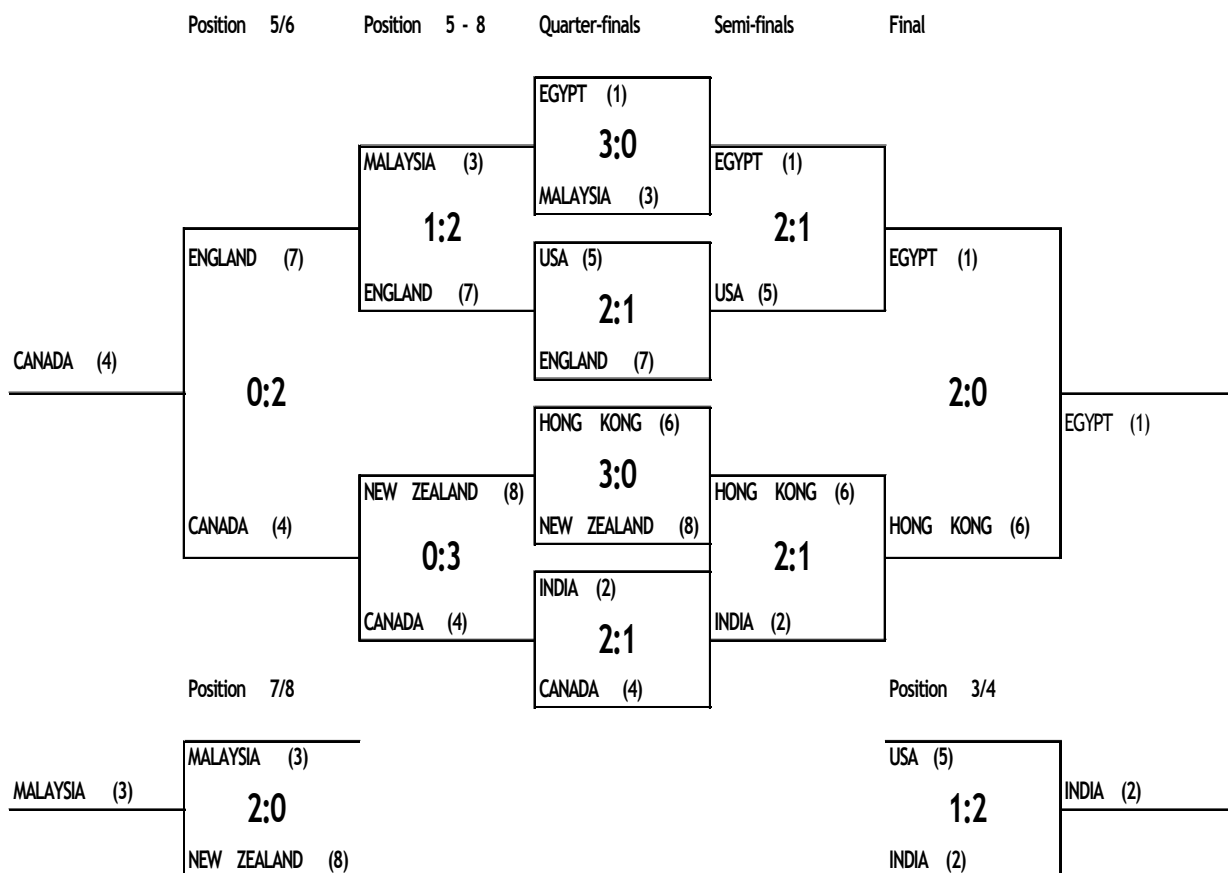 Position 5/6 Position 5 - 8 Quarter-finals Semi-finals Final
EGYPT (1)
3:0
MALAYSIA (3) EGYPT (1)
MALAYSIA (3)
1:2 2:1
ENGLAND (7) USA (5) EGYPT (1)
ENGLAND (7) 2:1 USA (5)
CANADA (4) ENGLAND (7)
0:2 2:0
HONG KONG (6) EGYPT (1)
3:0
NEW ZEALAND (8) HONG KONG (6)
CANADA (4) NEW ZEALAND (8) HONG KONG (6)
0:3 2:1
INDIA (2)
CANADA (4) 2:1 INDIA (2)
Position 7/8 CANADA (4) Position 3/4
MALAYSIA (3) USA (5)
MALAYSIA (3) 2:0 1:2 INDIA (2)
NEW ZEALAND (8) INDIA (2)